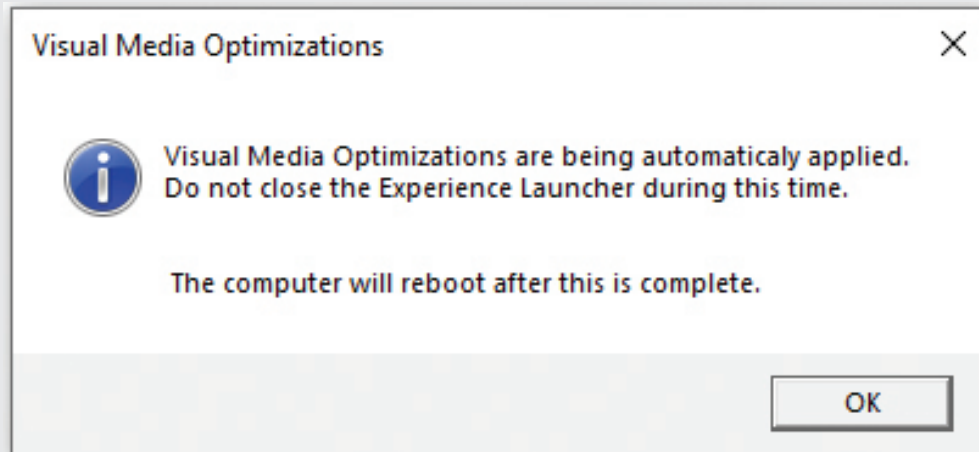 Visual Media Optimizations
Visual Media Optimizations are being automaticaly applied.
Do not close the Experience Launcher during this time.
The computer will reboot after this is complete.
OK